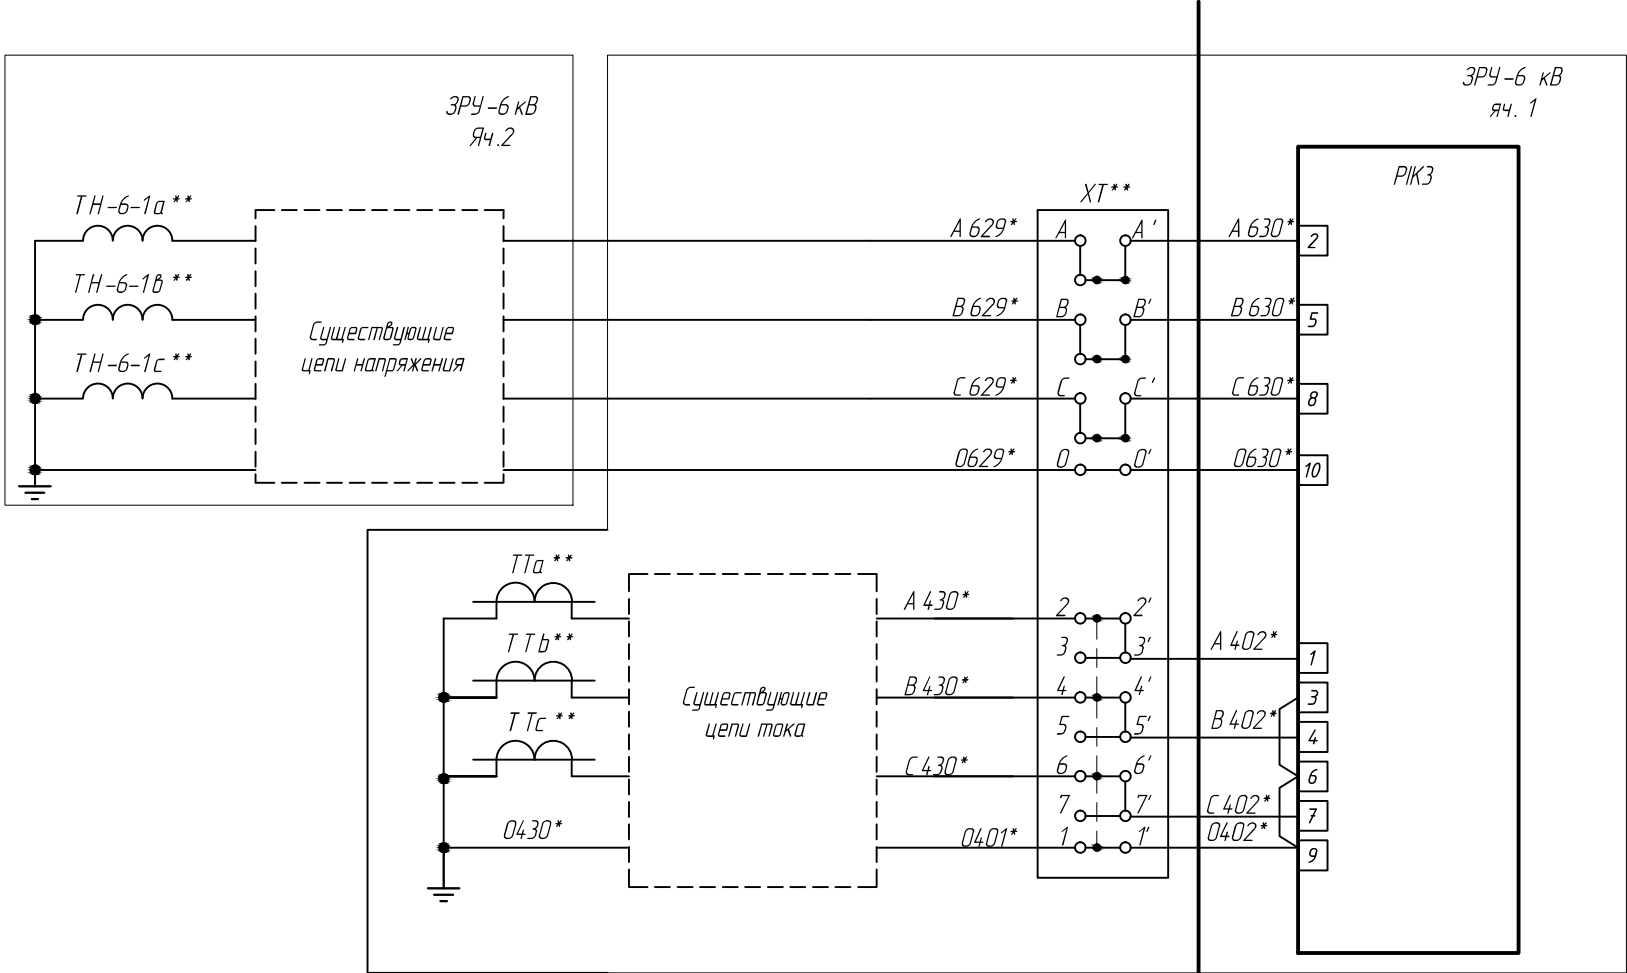 ЗРУ-6 кВ
Яч.2
ЗРУ-6 кВ
яч. 1
PIK3
ТН-6-1а**
ТН-6-1в**
ТН-6-1с**
Существующие
цепи напряжения
XT**
A 629* A A' A 630* 2
B 629* B B' B 630* 5
C 629* C C' C 630* 8
0629* 0 0' 0630* 10
ТТа**
ТТb**
ТТс**
0430*
Существующие
цепи тока
A 430* 2 2'
3 3' A 402* 1
3
B 430* 4 4'
5 5' B 402* 4
C 430* 6 6' 6
7 7' C 402* 7
0401* 1 1' 0402* 9